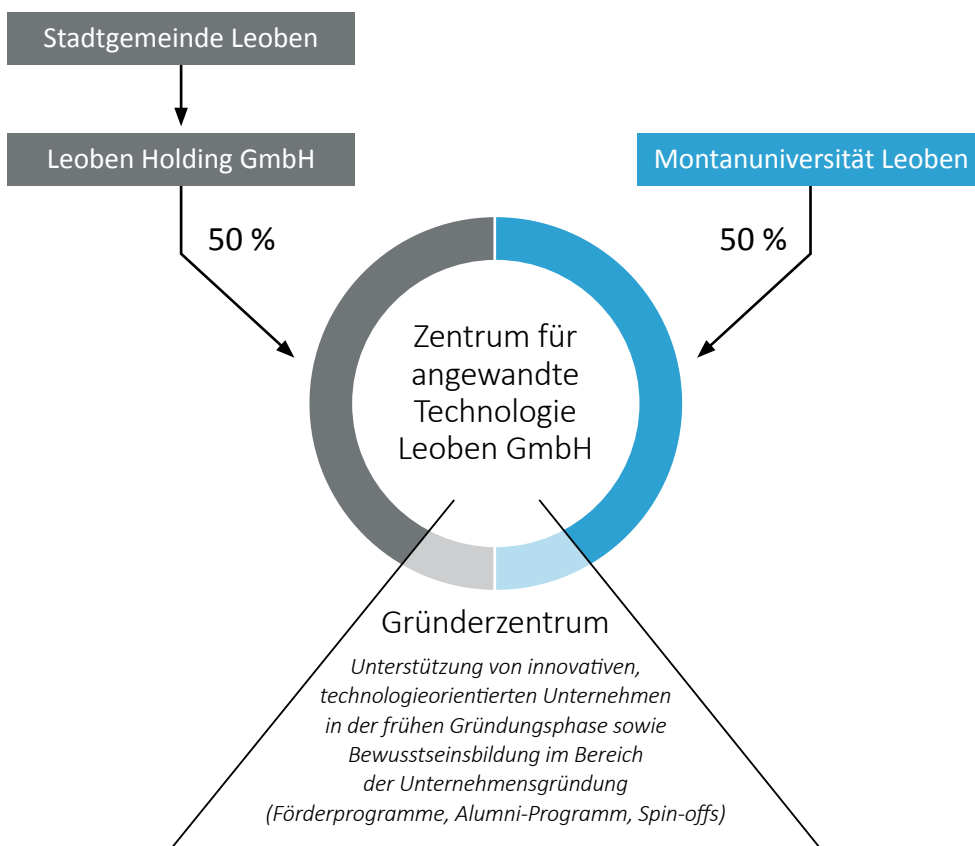 Stadtgemeinde Leoben
Leoben Holding GmbH
Montanuniversität Leoben
50 %
50 %
Zentrum für
angewandte
Technologie
Leoben GmbH
Gründerzentrum
Unterstützung von innovativen,
technologieorientierten Unternehmen
in der frühen Gründungsphase sowie
Bewusstseinsbildung im Bereich
der Unternehmensgründung
(Förderprogramme, Alumni-Programm, Spin-offs)